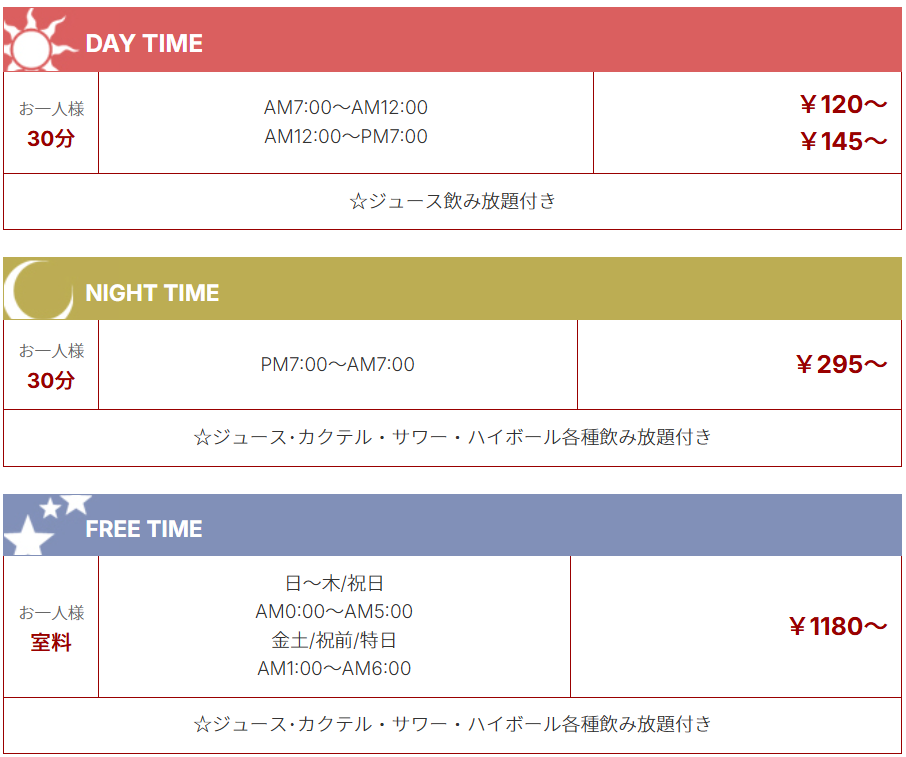 DAY TIME
お一人様
30分
AM7:00～AM12:00
AM12:00～PM7:00
￥120～
￥145～
☆ジュース飲み放題付き
NIGHT TIME
お一人様
30分
PM7:00～AM7:00
￥295～
☆ジュース･カクテル・サワー・ハイボール各種飲み放題付き
FREE TIME
お一人様
室料
日～木/祝日
AM0:00～AM5:00
金土/祝前/特日
AM1:00～AM6:00
￥1180～
☆ジュース･カクテル・サワー・ハイボール各種飲み放題付き